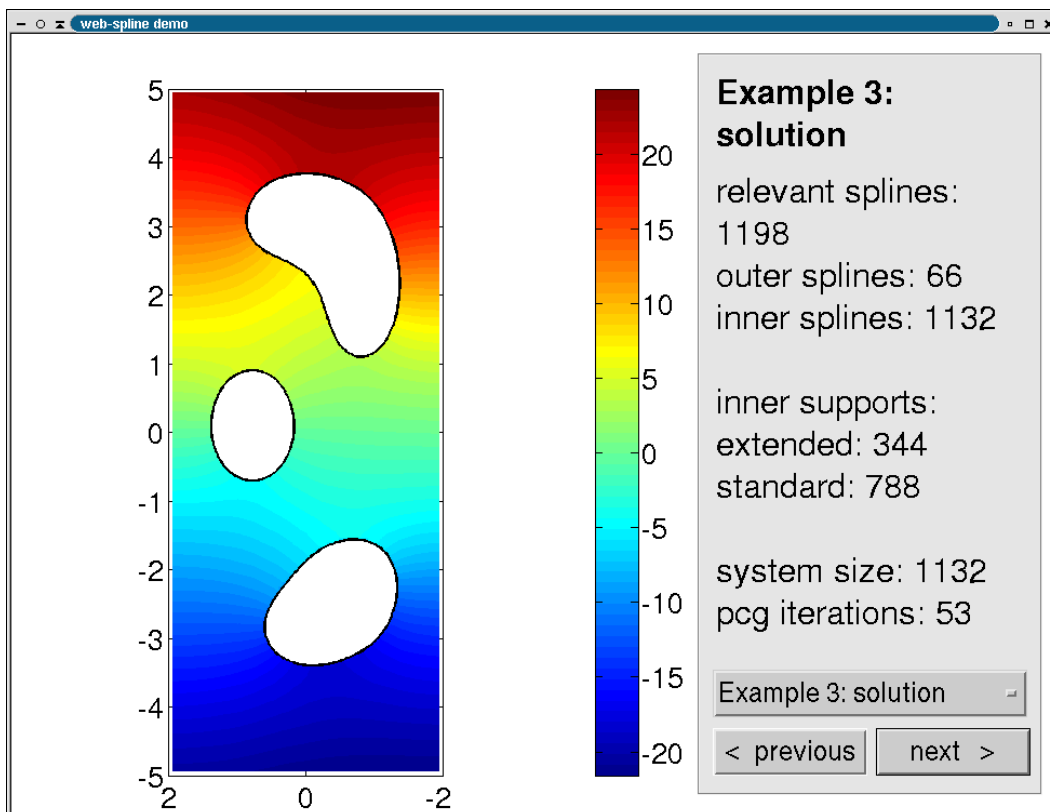 web-spline demo
5
4
3
2
1
0
-1
-2
-3
-4
-5
2
0
-2
20
15
10
5
0
-5
-10
-15
-20
Example 3:
solution
relevant splines:
1198
outer splines: 66
inner splines: 1132
inner supports:
extended: 344
standard: 788
system size: 1132
pcg iterations: 53
Example 3: solution
< previous
next >